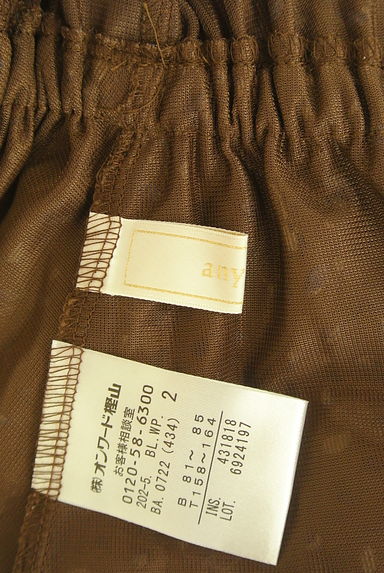 any
(株)オンワード樫山
お客様相談室
0120-58-6300
202-5. BL.WP.
BA. 0722 (434) 2
B 81~ 85
T 158~164
INS. 431818
LOT. 6924197